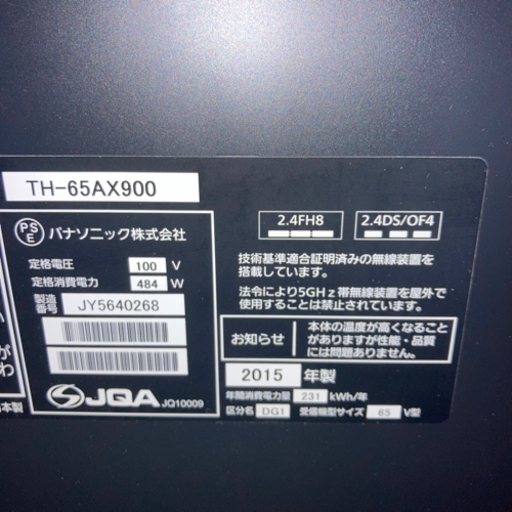 TH-65AX900
PSE
パナソニック株式会社
定格電圧 100 V
定格消費電力 484 W
製造番号 JY5640268
JQA JQ10009
2.4FH8
2.4DS/OF4
技術基準適合証明済みの無線装置を
搭載しています。
法令により5GHz帯無線装置を屋外で
使用することは禁止されています。
お知らせ
本体の温度が高くなること
がありますが性能・品質
には問題ありません。
2015 年製
年間消費電力量 231 kWh/年
区分名 DG1 受信機型サイズ 65 V型
い
が
わ
本製